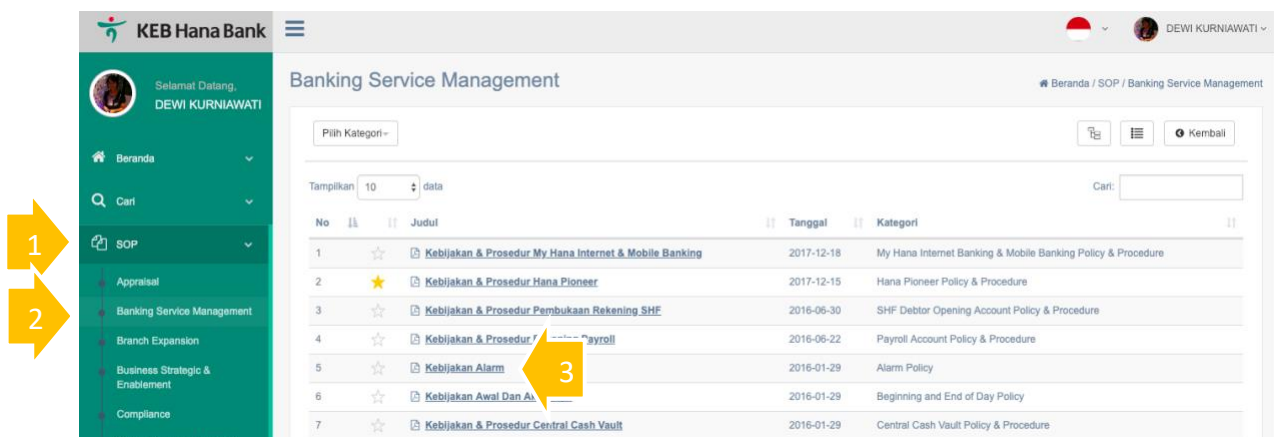 KEB Hana Bank
DEWI KURNIAWATI
Selamat Datang,
DEWI KURNIAWATI
Beranda
Cari
1
SOP
Appraisal
2
Banking Service Management
Branch Expansion
Business Strategic &
Enablement
Compliance
Banking Service Management
Beranda / SOP / Banking Service Management
Pilih Kategori
Kembali
Tampilkan 10 data
Cari:
No Judul Tanggal Kategori
1 Kebijakan & Prosedur My Hana Internet & Mobile Banking 2017-12-18 My Hana Internet Banking & Mobile Banking Policy & Procedure
2 Kebijakan & Prosedur Hana Pioneer 2017-12-15 Hana Pioneer Policy & Procedure
3 Kebijakan & Prosedur Pembukaan Rekening SHF 2016-06-30 SHF Debtor Opening Account Policy & Procedure
4 Kebijakan & Prosedur Payroll 2016-06-22 Payroll Account Policy & Procedure
5 Kebijakan Alarm 3 2016-01-29 Alarm Policy
6 Kebijakan Awal Dan 2016-01-29 Beginning and End of Day Policy
7 Kebijakan & Prosedur Central Cash Vault 2016-01-29 Central Cash Vault Policy & Procedure